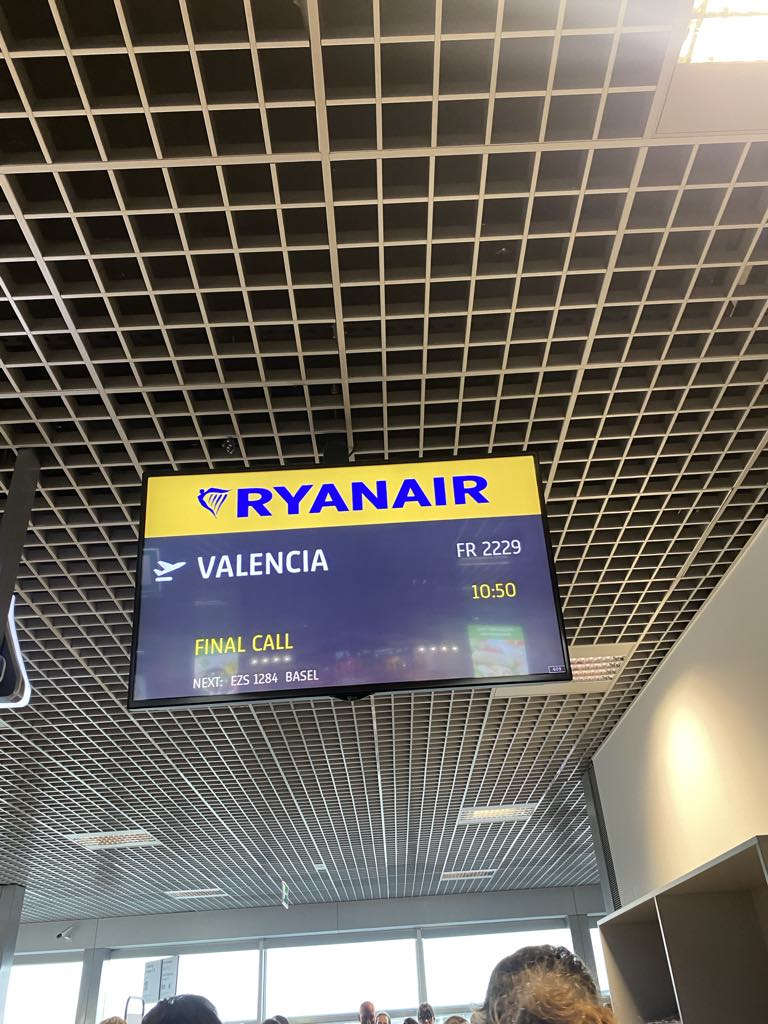 RYANAIR
VALENCIA FR 2229
10:50
FINAL CALL
NEXT: EZS 1284 BASEL